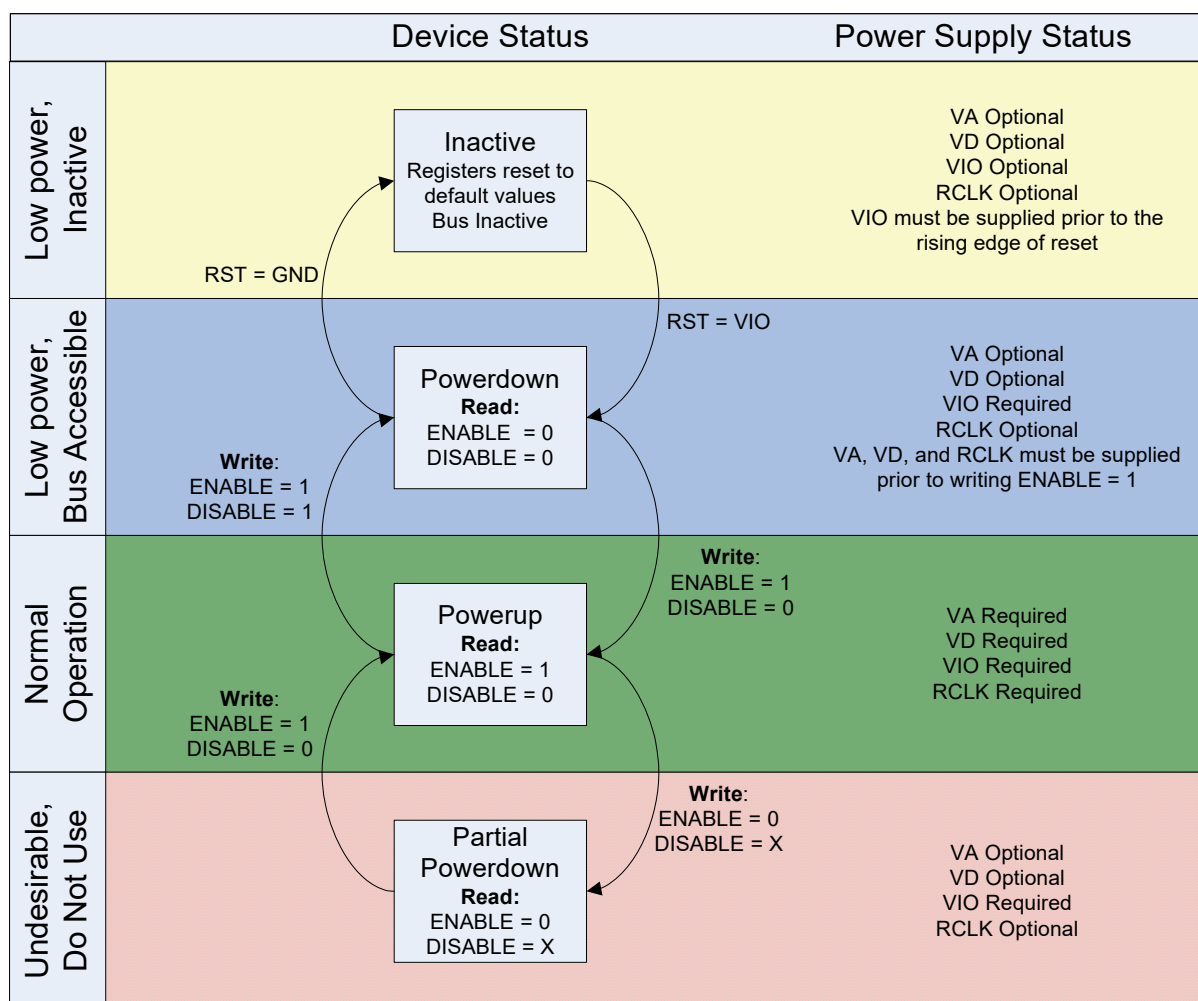 Device Status
Power Supply Status
Low power,
Inactive
Inactive
Registers reset to
default values
Bus Inactive
VA Optional
VD Optional
VIO Optional
RCLK Optional
VIO must be supplied prior to the
rising edge of reset
RST = GND
RST = VIO
Low power,
Bus Accessible
Powerdown
Read:
ENABLE = 0
DISABLE = 0
VA Optional
VD Optional
VIO Required
RCLK Optional
VA, VD, and RCLK must be supplied
prior to writing ENABLE = 1
Write:
ENABLE = 1
DISABLE = 1
Write:
ENABLE = 1
DISABLE = 0
Normal
Operation
Powerup
Read:
ENABLE = 1
DISABLE = 0
VA Required
VD Required
VIO Required
RCLK Required
Write:
ENABLE = 1
DISABLE = 0
Write:
ENABLE = 0
DISABLE = X
Undesirable,
Do Not Use
Partial
Powerdown
Read:
ENABLE = 0
DISABLE = X
VA Optional
VD Optional
VIO Required
RCLK Optional